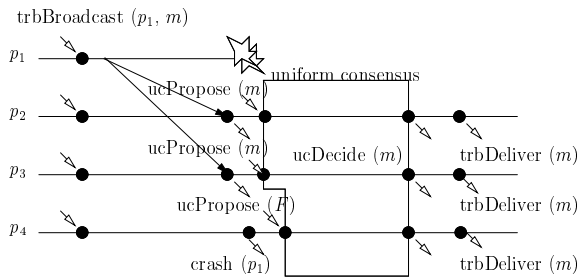 trbBroadcast (p1, m)
p1
uniform consensus
ucPropose (m)
p2
ucPropose (m)
ucDecide (m)
trbDeliver (m)
p3
ucPropose (F)
trbDeliver (m)
p4
crash (p1)
trbDeliver (m)